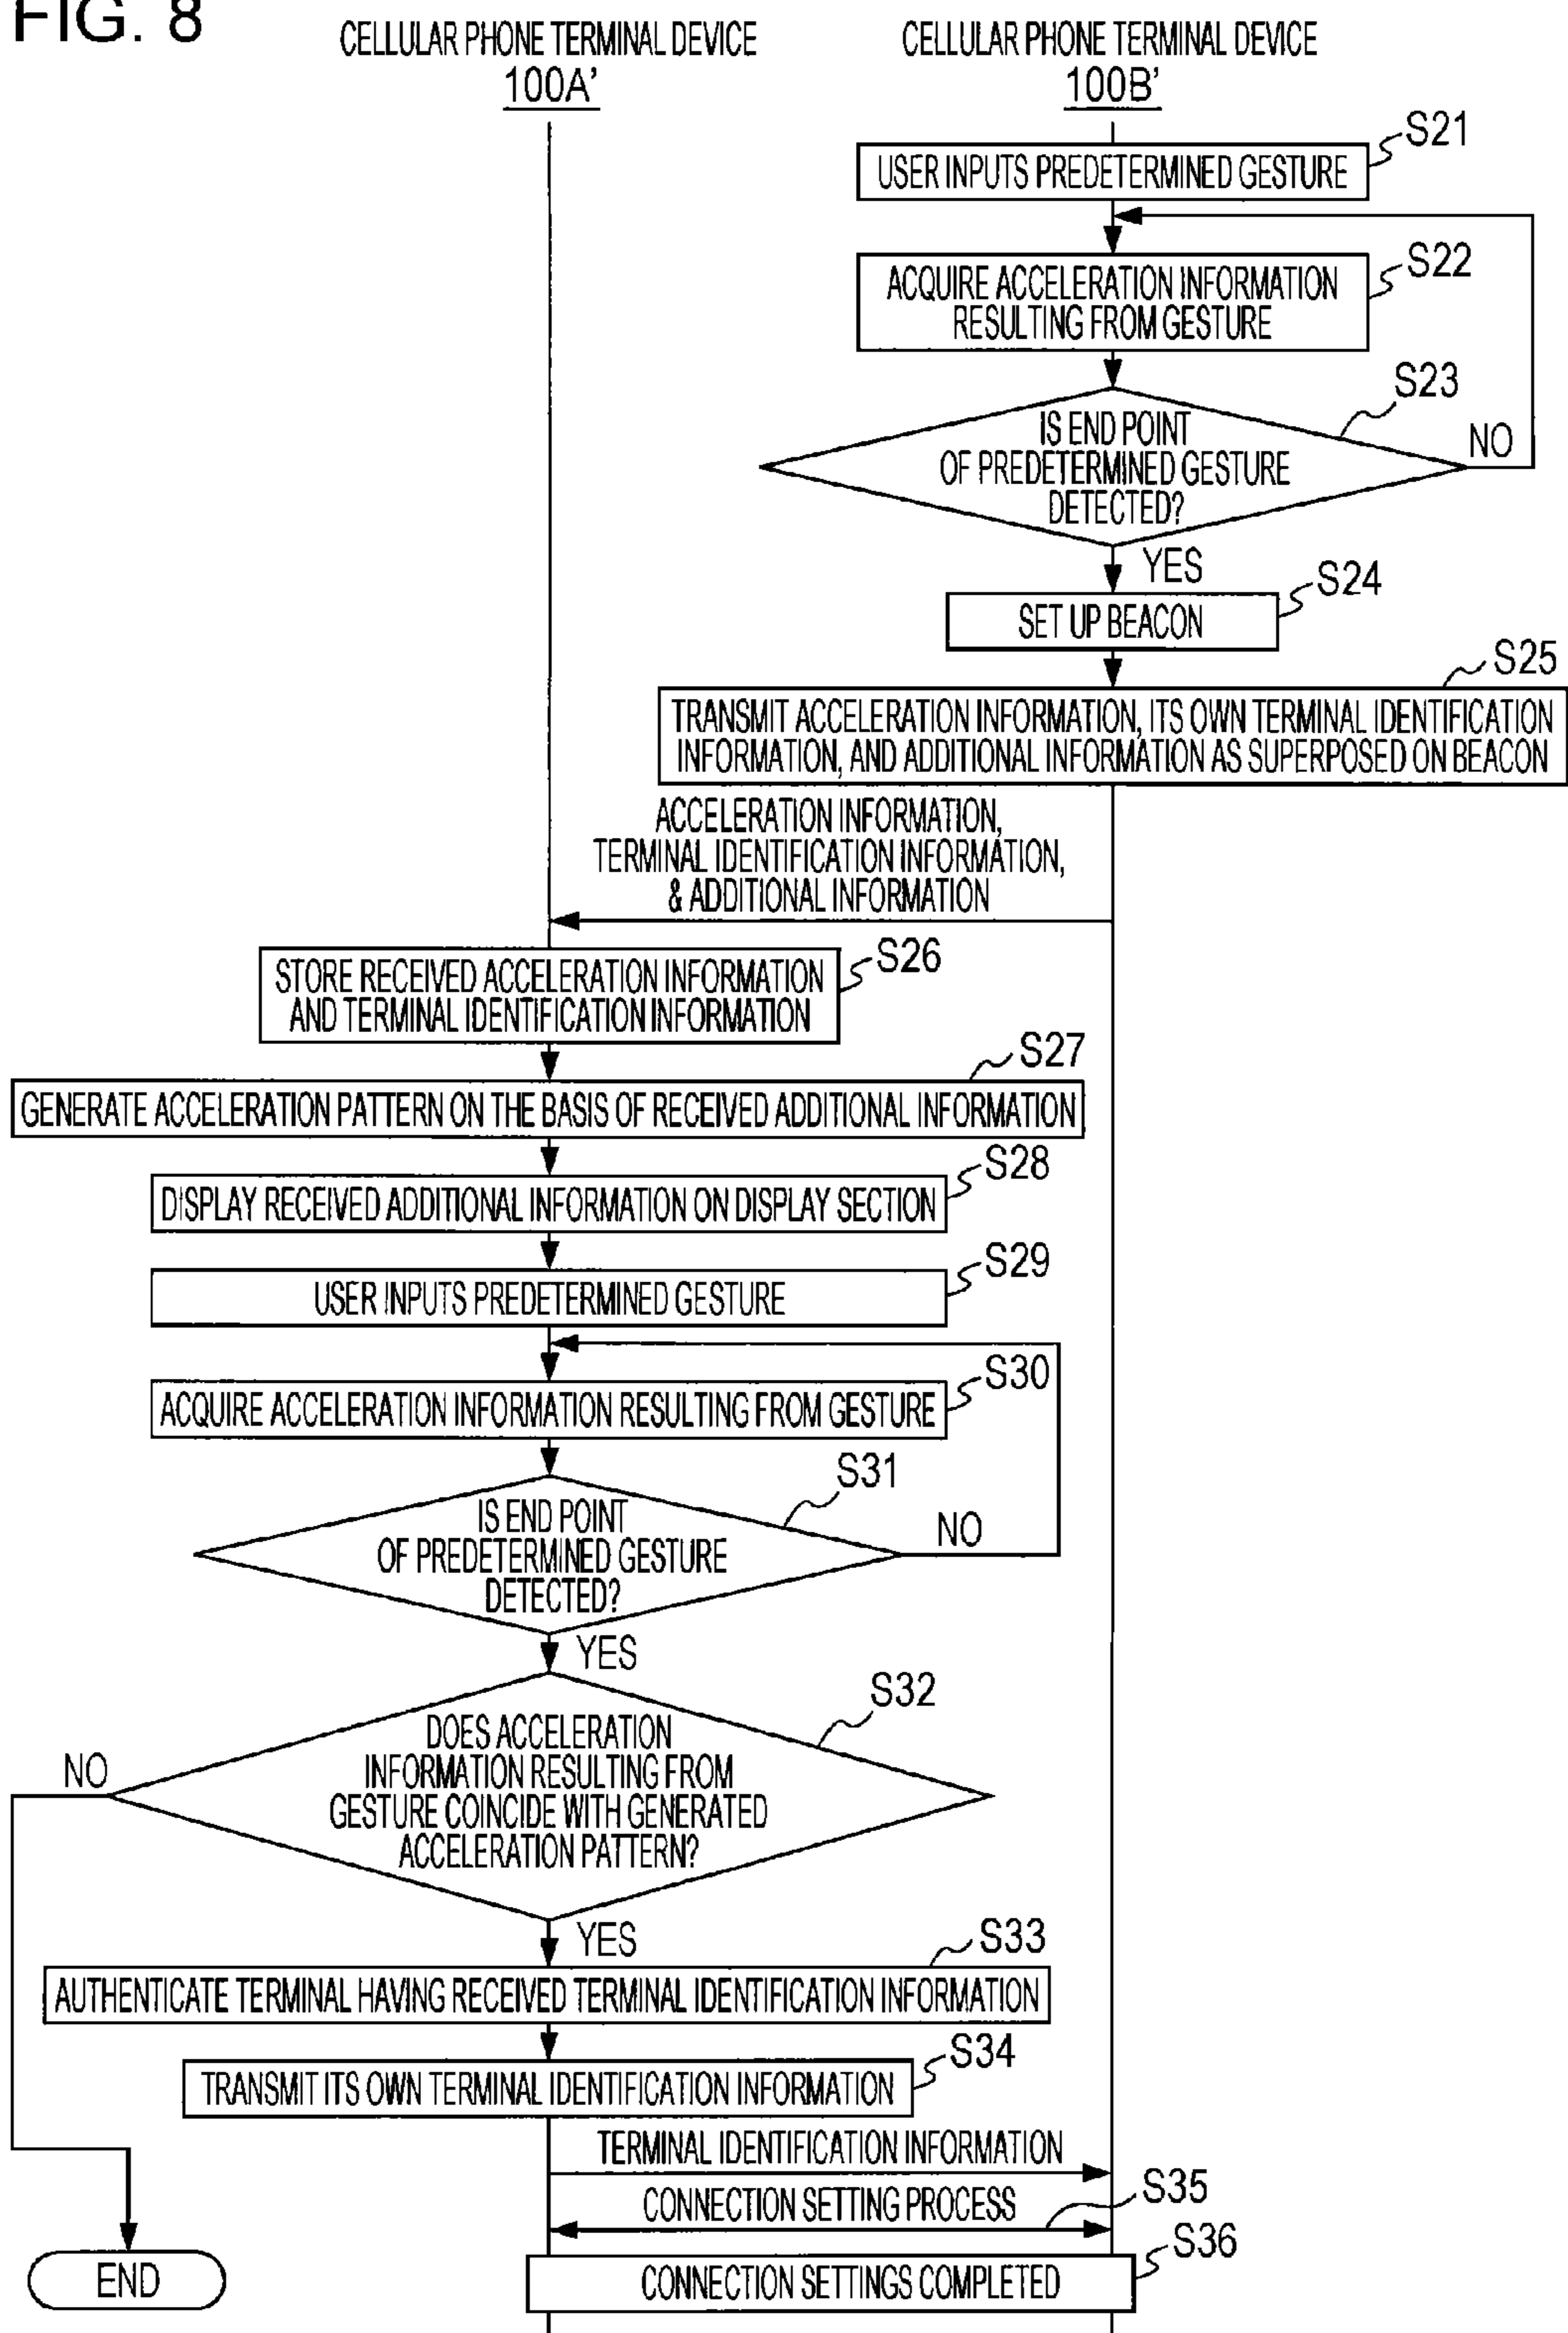 FIG. 8
CELLULAR PHONE TERMINAL DEVICE
100A'
CELLULAR PHONE TERMINAL DEVICE
100B'
S21
USER INPUTS PREDETERMINED GESTURE
S22
ACQUIRE ACCELERATION INFORMATION
RESULTING FROM GESTURE
S23
IS END POINT
OF PREDETERMINED GESTURE
DETECTED?
NO
YES
S24
SET UP BEACON
S25
TRANSMIT ACCELERATION INFORMATION, ITS OWN TERMINAL IDENTIFICATION
INFORMATION, AND ADDITIONAL INFORMATION AS SUPERPOSED ON BEACON
ACCELERATION INFORMATION,
TERMINAL IDENTIFICATION INFORMATION,
& ADDITIONAL INFORMATION
S26
STORE RECEIVED ACCELERATION INFORMATION
AND TERMINAL IDENTIFICATION INFORMATION
S27
GENERATE ACCELERATION PATTERN ON THE BASIS OF RECEIVED ADDITIONAL INFORMATION
S28
DISPLAY RECEIVED ADDITIONAL INFORMATION ON DISPLAY SECTION
S29
USER INPUTS PREDETERMINED GESTURE
S30
ACQUIRE ACCELERATION INFORMATION RESULTING FROM GESTURE
S31
IS END POINT
OF PREDETERMINED GESTURE
DETECTED?
NO
YES
S32
DOES ACCELERATION
INFORMATION RESULTING FROM
GESTURE COINCIDE WITH GENERATED
ACCELERATION PATTERN?
NO
YES
S33
AUTHENTICATE TERMINAL HAVING RECEIVED TERMINAL IDENTIFICATION INFORMATION
S34
TRANSMIT ITS OWN TERMINAL IDENTIFICATION INFORMATION
TERMINAL IDENTIFICATION INFORMATION
CONNECTION SETTING PROCESS
S35
S36
CONNECTION SETTINGS COMPLETED
END